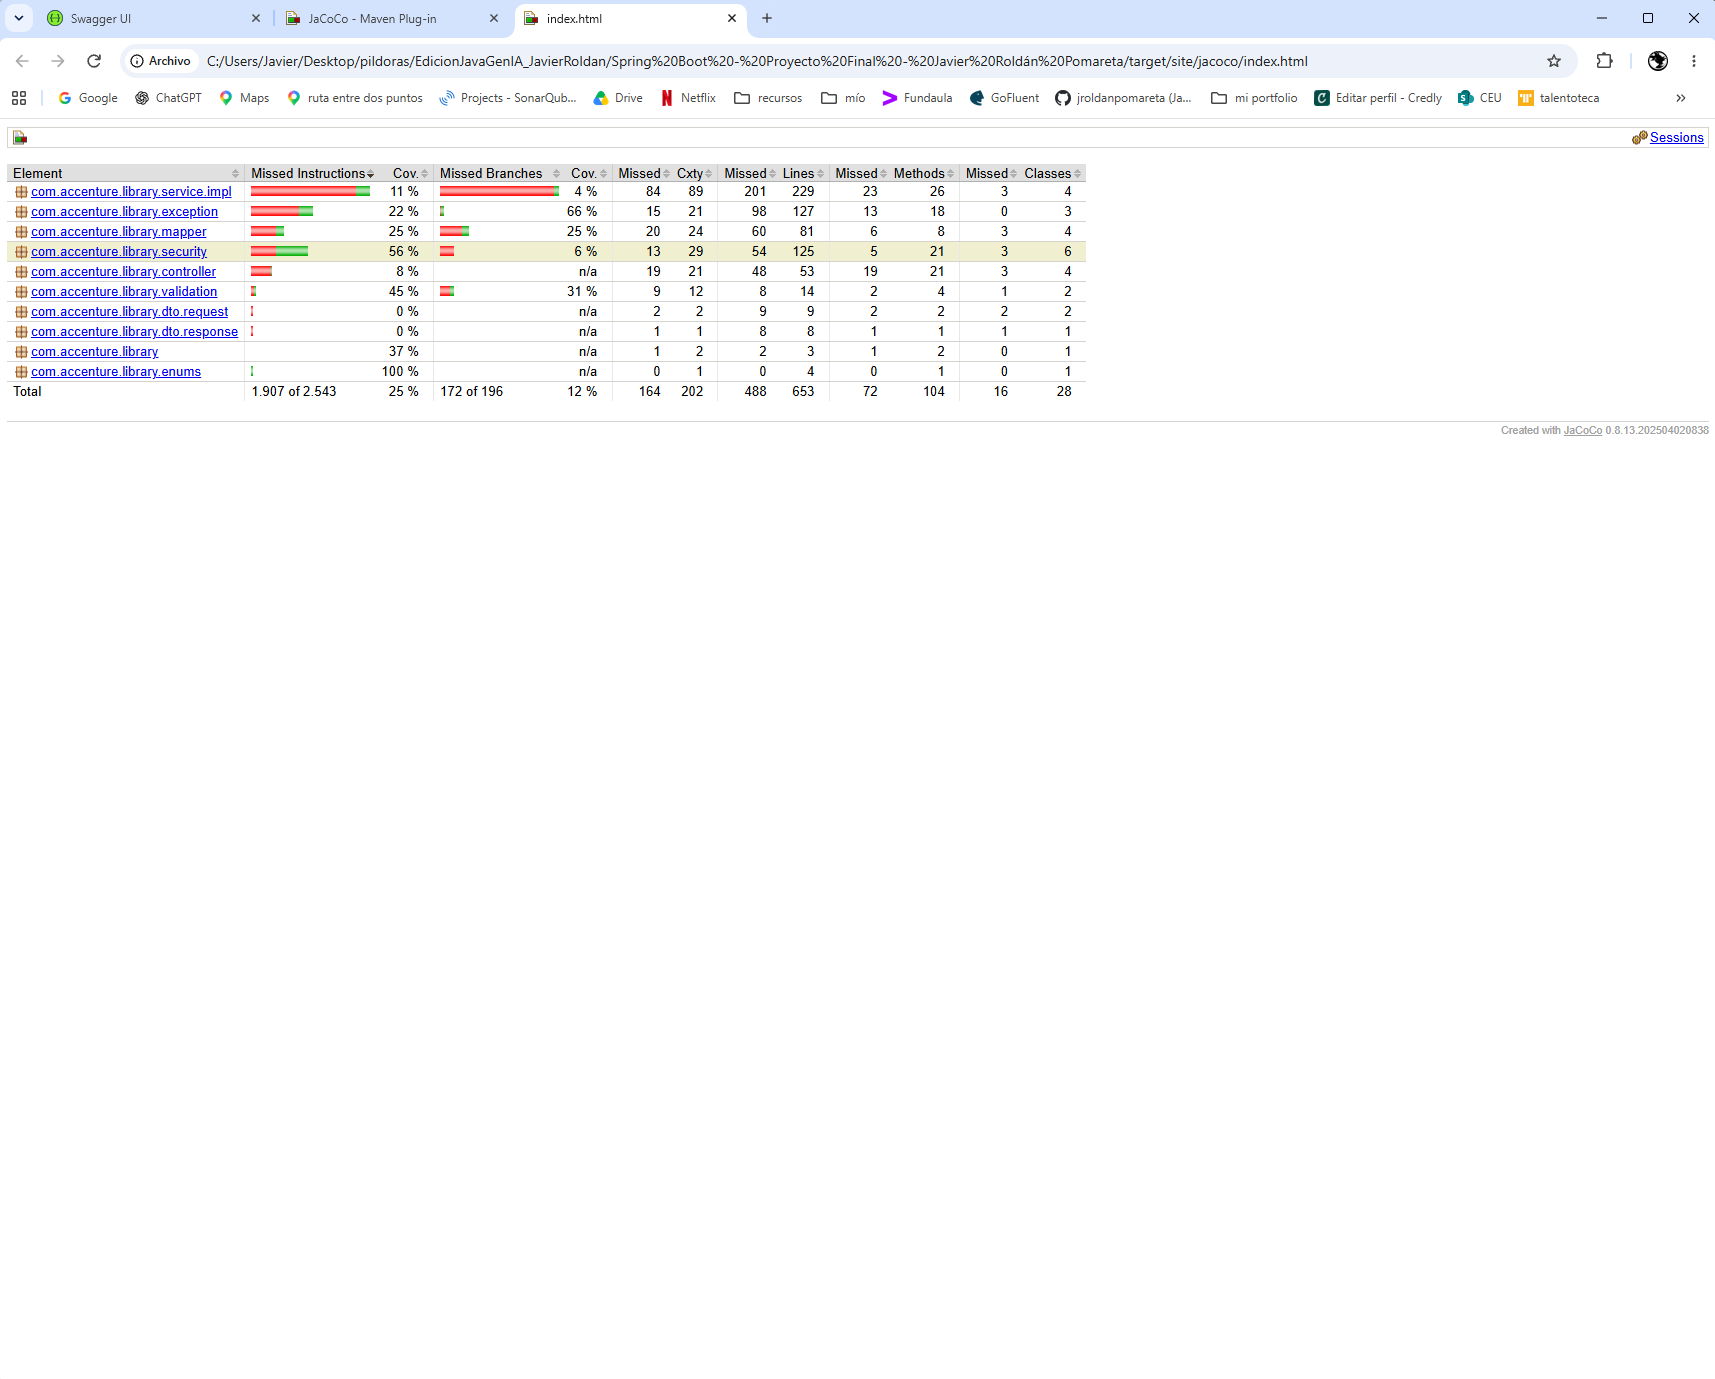 Swagger UI
JaCoCo - Maven Plug-in
index.html
Archivo
C:/Users/Javier/Desktop/pildoras/EdicionJavaGenIA_JavierRoldan/Spring%20Boot%20-%20Proyecto%20Final%20-%20Javier%20Roldán%20Pomareta/target/site/jacoco/index.html
Google ChatGPT Maps ruta entre dos puntos Projects - SonarQub... Drive Netflix recursos mío Fundaula GoFluent jroldanpomareta (Ja... mi portfolio Editar perfil - Credly CEU talentoteca
Sessions
Element Missed Instructions Cov. Missed Branches Cov. Missed Cxty Missed Lines Missed Methods Missed Classes
com.accenture.library.service.impl 11 % 4 % 84 89 201 229 23 26 3 4
com.accenture.library.exception 22 % 66 % 15 21 98 127 13 18 0 3
com.accenture.library.mapper 25 % 25 % 20 24 60 81 6 8 3 4
com.accenture.library.security 56 % 6 % 13 29 54 125 5 21 3 6
com.accenture.library.controller 8 % n/a 19 21 48 53 19 21 3 4
com.accenture.library.validation 45 % 31 % 9 12 8 14 2 4 1 2
com.accenture.library.dto.request 0 % n/a 2 2 9 9 2 2 2 2
com.accenture.library.dto.response 0 % n/a 1 1 8 8 1 1 1 1
com.accenture.library 37 % n/a 1 2 2 3 1 2 0 1
com.accenture.library.enums 100 % n/a 0 1 0 4 0 1 0 1
Total 1.907 of 2.543 25 % 172 of 196 12 % 164 202 488 653 72 104 16 28
Created with JaCoCo 0.8.13.202504020838